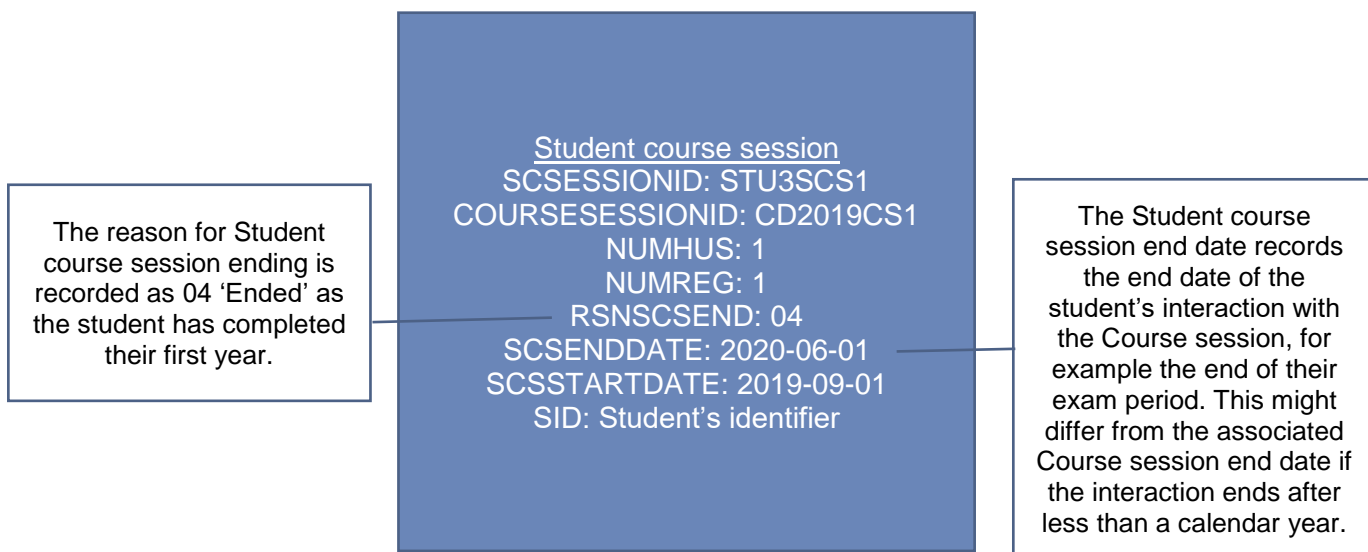 The reason for Student
course session ending is
recorded as 04 ‘Ended’ as
the student has completed
their first year.
Student course session
SCSESSIONID: STU3SCS1
COURSESESSIONID: CD2019CS1
NUMHUS: 1
NUMREG: 1
RSNSCSEND: 04
SCSENDDATE: 2020-06-01
SCSSTARTDATE: 2019-09-01
SID: Student’s identifier
The Student course
session end date records
the end date of the
student’s interaction with
the Course session, for
example the end of their
exam period. This might
differ from the associated
Course session end date if
the interaction ends after
less than a calendar year.